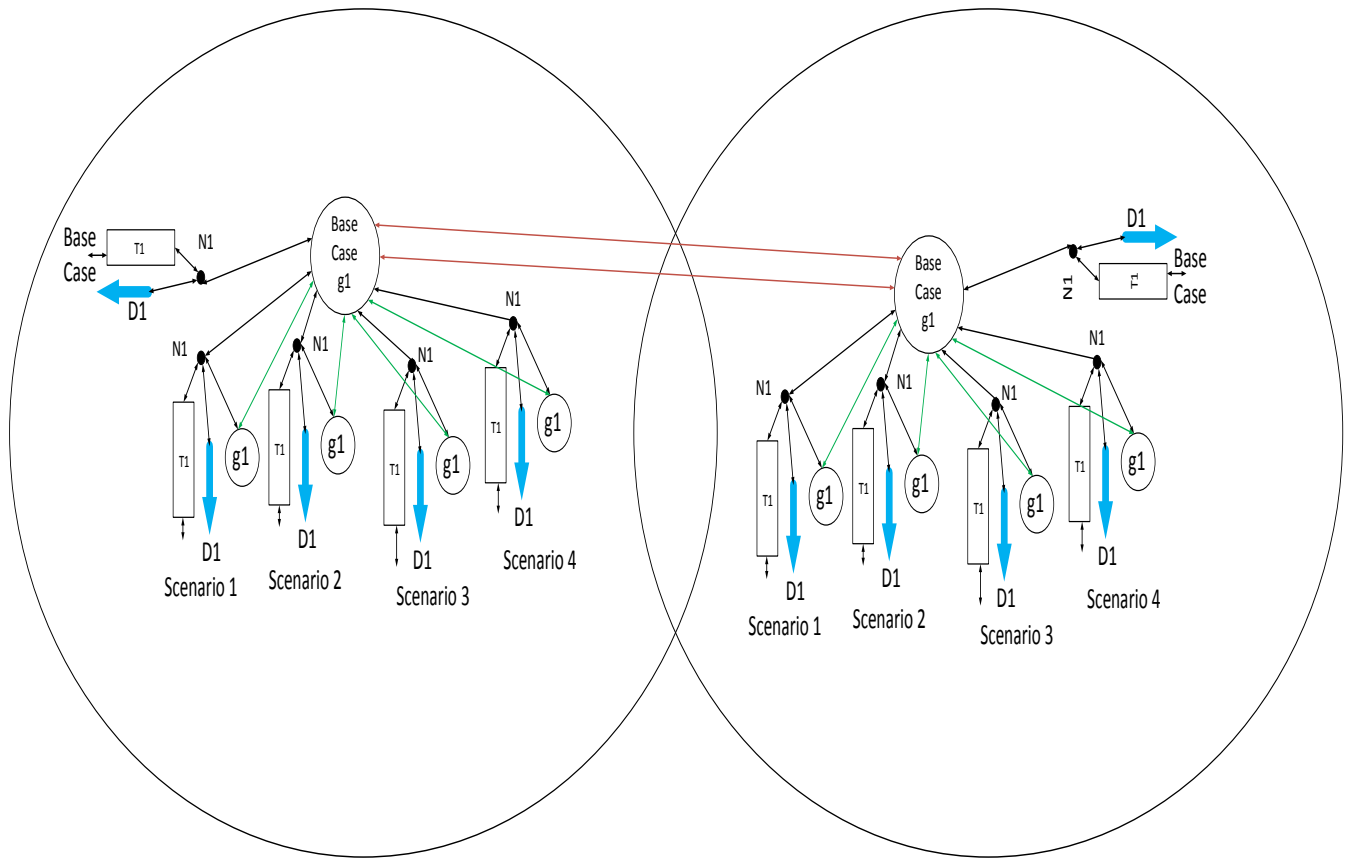 Base
Case
T1
N1
D1
Base
Case
g1
N1
T1
g1
D1
Scenario 1
N1
T1
g1
D1
Scenario 2
N1
T1
g1
D1
Scenario 3
N1
T1
g1
D1
Scenario 4
Base
Case
g1
D1
N1
T1
Base
Case
N1
T1
g1
D1
Scenario 1
N1
T1
g1
D1
Scenario 2
N1
T1
g1
D1
Scenario 3
N1
T1
g1
D1
Scenario 4